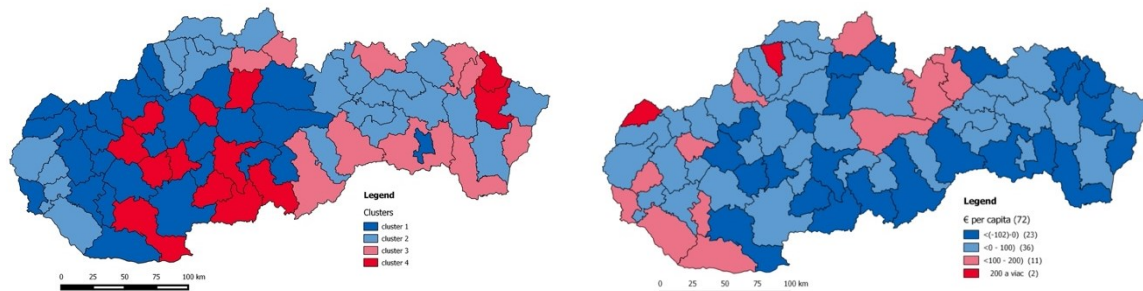 Legend
Clusters
cluster 1
cluster 2
cluster 3
cluster 4
0 25 50 75 100 km
Legend
€ per capita (72)
<(-102)-0) (23)
<0 - 100) (36)
<100 - 200) (11)
200 a viac (2)
0 25 50 75 100 km